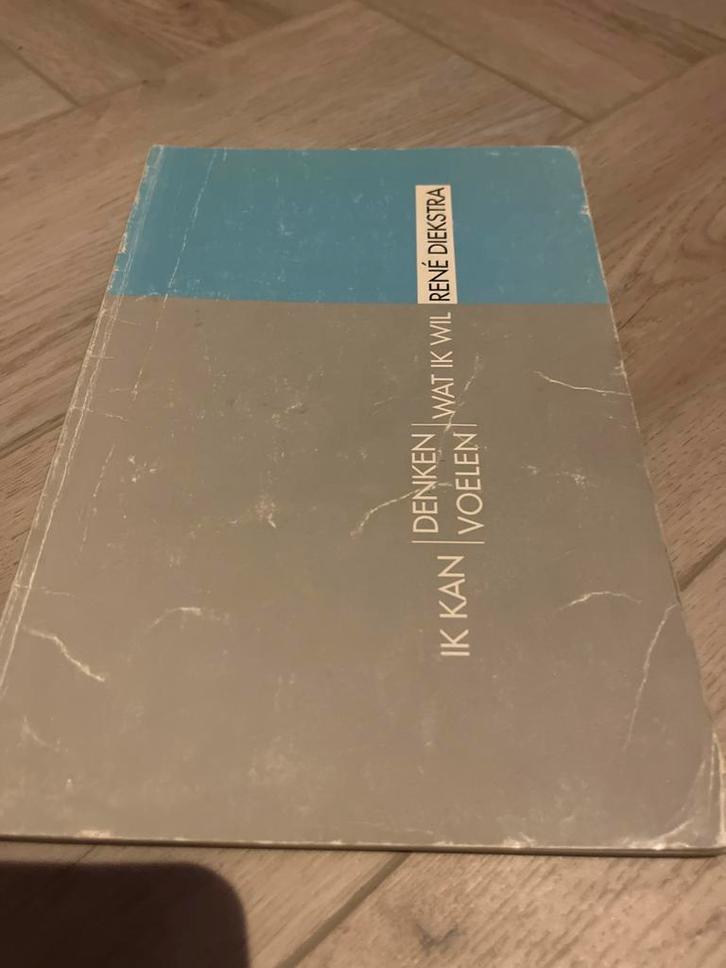 RENÉ DIEKSTRA
IK KAN |DENKEN| WAT IK WIL
|VOELEN|